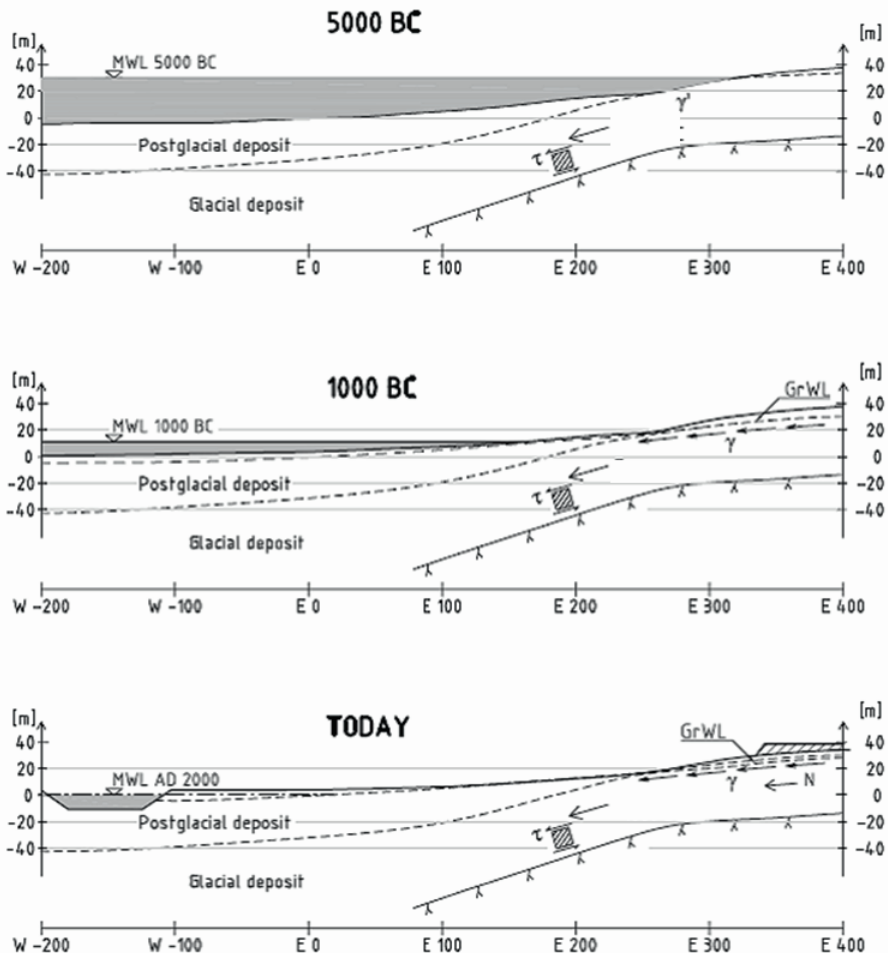 5000 BC
[m] [m]
MWL 5000 BC
40 40
20 20
γ'
0 0
Postglacial deposit
-20 -20
τ
-40 -40
Glacial deposit
W -200 W -100 E 0 E 100 E 200 E 300 E 400
1000 BC
[m] [m]
GrWL
40 40
MWL 1000 BC
20 20
γ
0 0
Postglacial deposit
-20 -20
τ
-40 -40
Glacial deposit
W -200 W -100 E 0 E 100 E 200 E 300 E 400
TODAY
[m] [m]
GrWL
40 40
20 20
MWL AD 2000
γ N
0 0
Postglacial deposit
-20 -20
τ
-40 -40
Glacial deposit
W -200 W -100 E 0 E 100 E 200 E 300 E 400